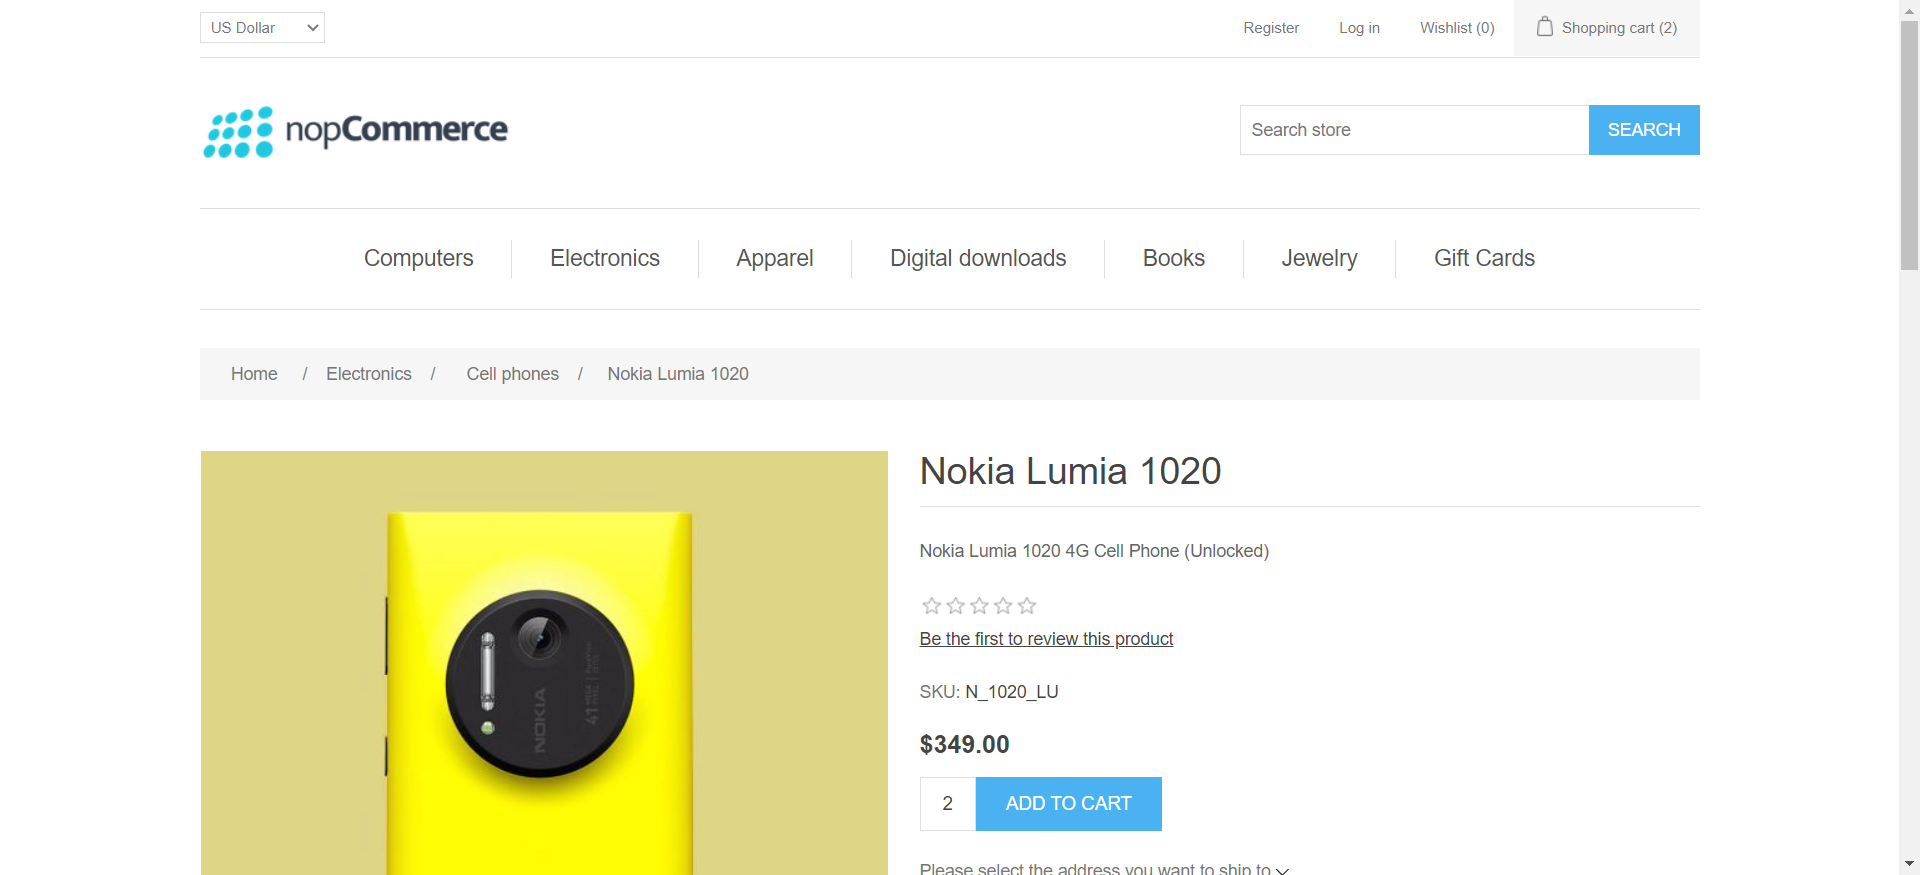 US Dollar
Register
Log in
Wishlist (0)
Shopping cart (2)
nopCommerce
Search store
SEARCH
Computers
Electronics
Apparel
Digital downloads
Books
Jewelry
Gift Cards
Home / Electronics / Cell phones / Nokia Lumia 1020
Nokia Lumia 1020
Nokia Lumia 1020 4G Cell Phone (Unlocked)
Be the first to review this product
SKU: N_1020_LU
$349.00
2
ADD TO CART
Please select the address you want to ship to
NOKIA
41